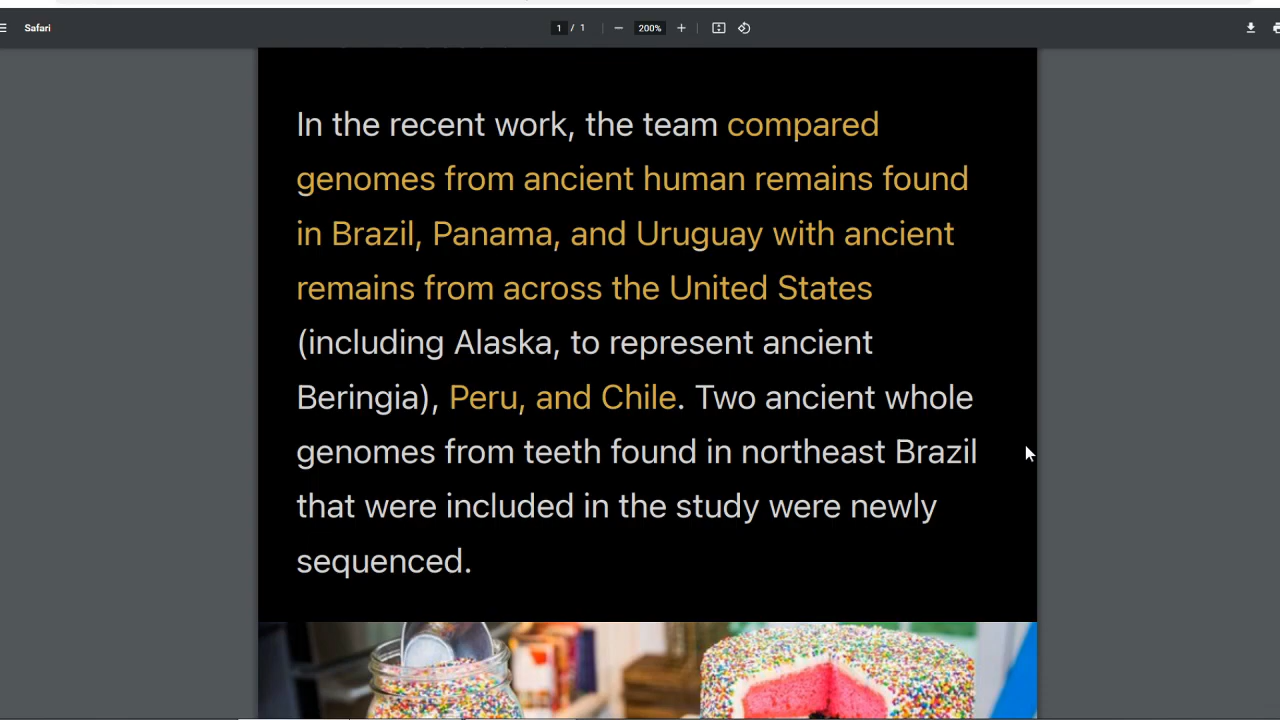 Safari
1 / 1
200%
In the recent work, the team compared
genomes from ancient human remains found
in Brazil, Panama, and Uruguay with ancient
remains from across the United States
(including Alaska, to represent ancient
Beringia), Peru, and Chile. Two ancient whole
genomes from teeth found in northeast Brazil
that were included in the study were newly
sequenced.